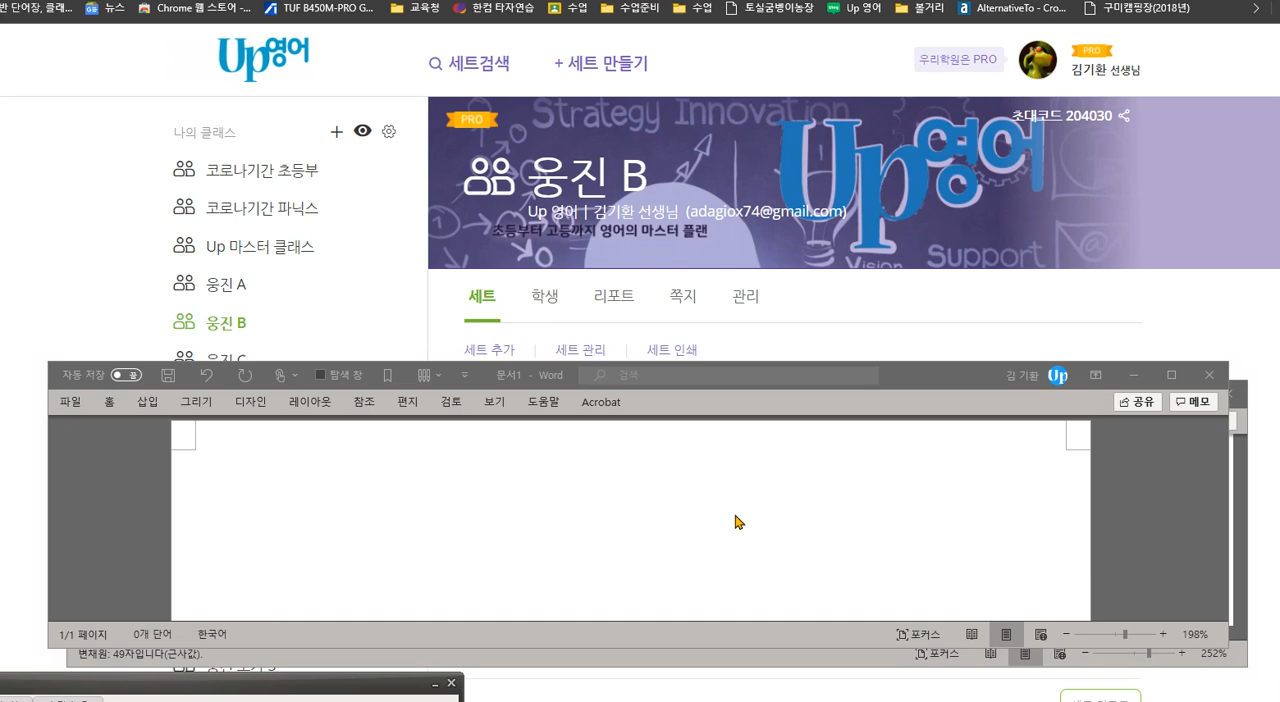 반 단어장, 클래... 뉴스 Chrome 웹 스토어 -... TUF B450M-PRO G... 교육청 한컴 타자연습 수업 수업준비 수업 토실굼벵이농장 Up 영어 볼거리 AlternativeTo - Cro... 구미캠핑장(2018년)
Up영어 세트검색 + 세트 만들기 우리학원은 PRO PRO
김기환 선생님
나의 클래스
코로나기간 초등부
코로나기간 파닉스
Up 마스터 클래스
웅진 A
웅진 B
웅진 C
PRO Strategy Innovation 초대코드 204030
웅진 B Up영어
Up 영어 | 김기환 선생님 (adagiox74@gmail.com)
초등부터 고등까지 영어의 마스터 플랜
Vision Support
세트 학생 리포트 쪽지 관리
세트 추가 세트 관리 세트 인쇄
자동 저장 끔 탐색 창 문서1 - Word 검색 김 기환 Up
파일 홈 삽입 그리기 디자인 레이아웃 참조 편지 검토 보기 도움말 Acrobat 공유 메모
1/1 페이지 0개 단어 한국어 포커스 198%
변재원: 49자입니다(근사값). 포커스 252%